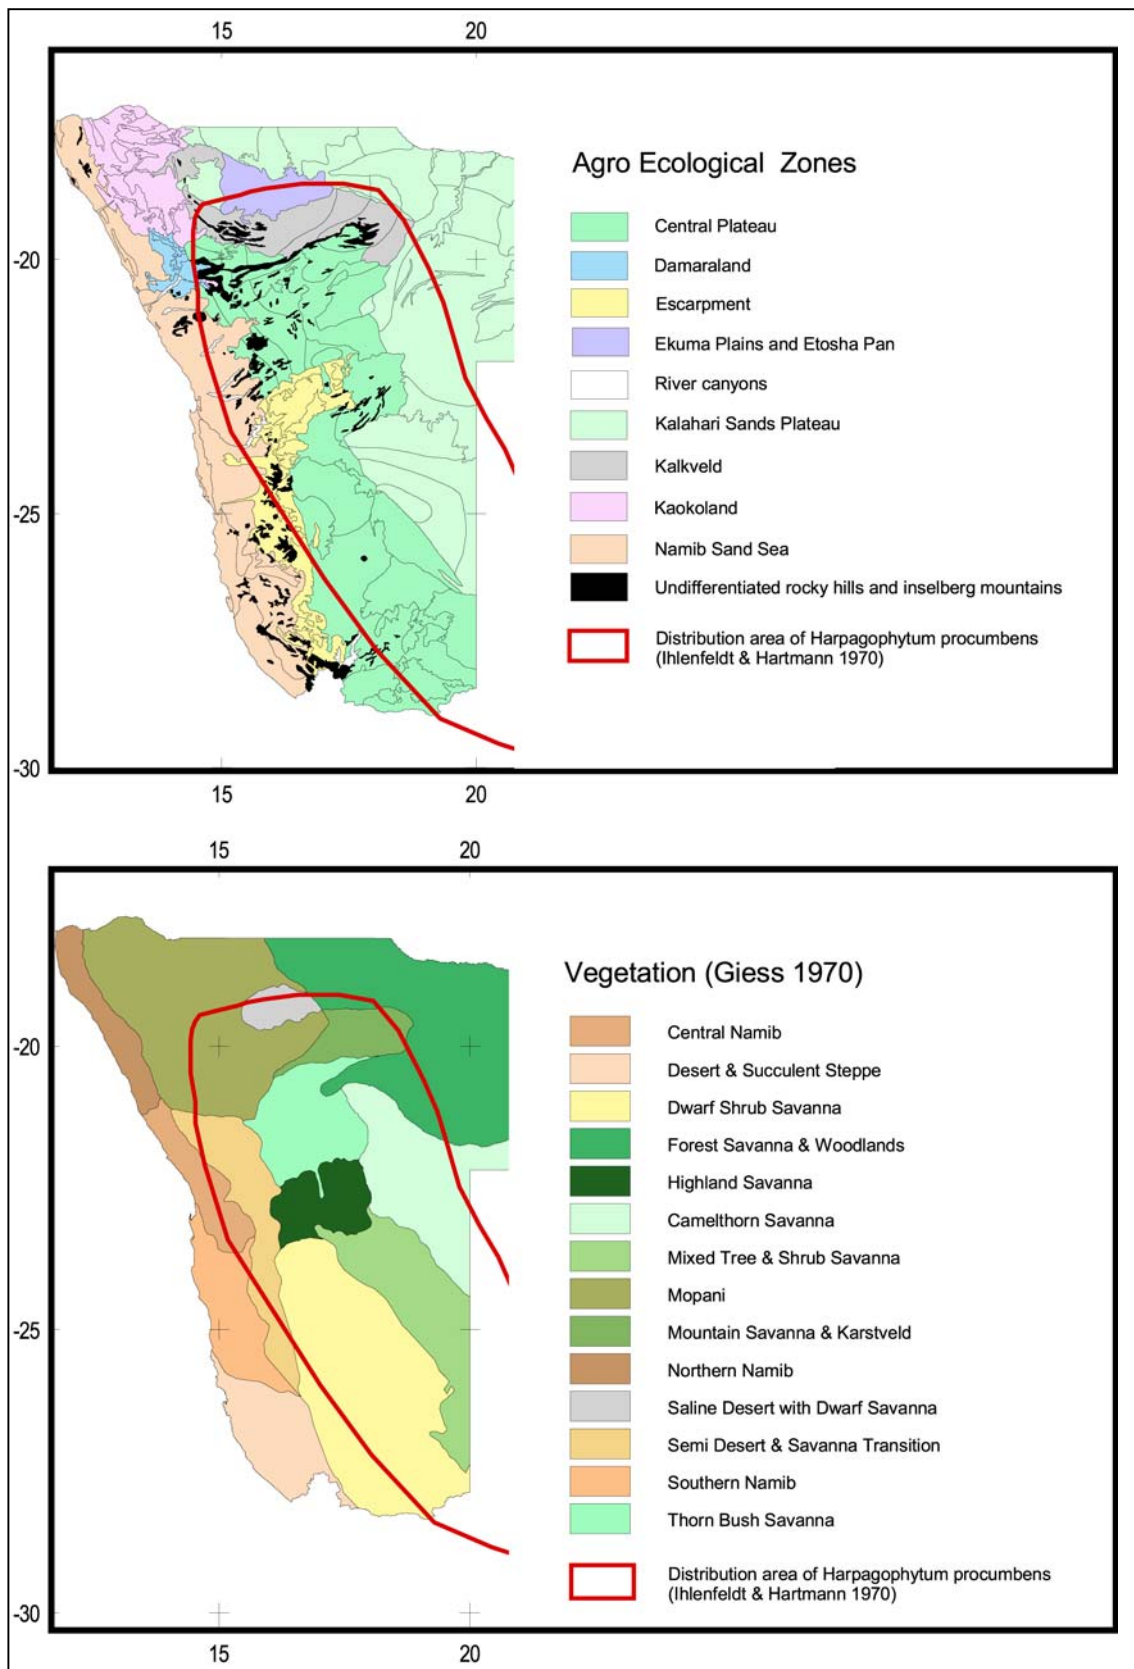 15 20
Agro Ecological Zones
Central Plateau
Damaraland
-20
Escarpment
Ekuma Plains and Etosha Pan
River canyons
Kalahari Sands Plateau
Kalkveld
Kaokoland
-25
Namib Sand Sea
Undifferentiated rocky hills and inselberg mountains
Distribution area of Harpagophytum procumbens
(Ihlenfeldt & Hartmann 1970)
-30
15 20
15 20
Vegetation (Giess 1970)
Central Namib
-20
Desert & Succulent Steppe
Dwarf Shrub Savanna
Forest Savanna & Woodlands
Highland Savanna
Camelthorn Savanna
Mixed Tree & Shrub Savanna
Mopani
-25
Mountain Savanna & Karstveld
Northern Namib
Saline Desert with Dwarf Savanna
Semi Desert & Savanna Transition
Southern Namib
Thorn Bush Savanna
Distribution area of Harpagophytum procumbens
(Ihlenfeldt & Hartmann 1970)
-30
15 20